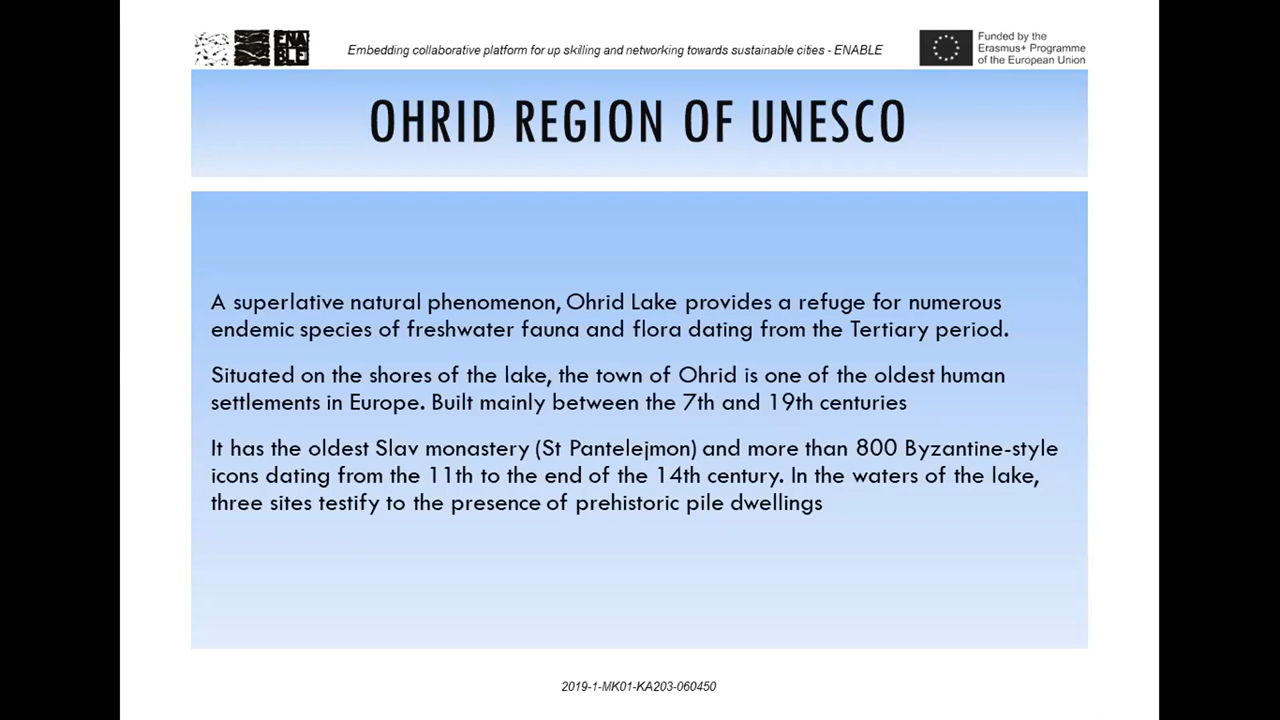 ENA
BLE
Embedding collaborative platform for up skilling and networking towards sustainable cities - ENABLE
Funded by the
Erasmus+ Programme
of the European Union
OHRID REGION OF UNESCO
A superlative natural phenomenon, Ohrid Lake provides a refuge for numerous
endemic species of freshwater fauna and flora dating from the Tertiary period.
Situated on the shores of the lake, the town of Ohrid is one of the oldest human
settlements in Europe. Built mainly between the 7th and 19th centuries
It has the oldest Slav monastery (St Pantelejmon) and more than 800 Byzantine-style
icons dating from the 11th to the end of the 14th century. In the waters of the lake,
three sites testify to the presence of prehistoric pile dwellings
2019-1-MK01-KA203-060450